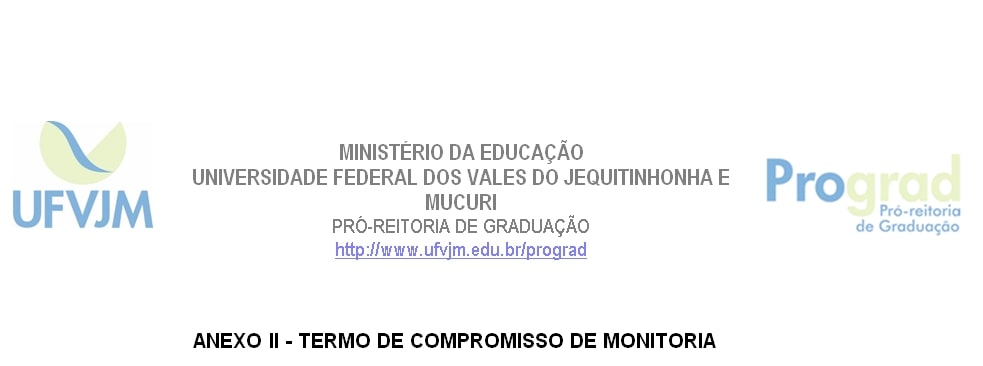 UFVJM
MINISTÉRIO DA EDUCAÇÃO
UNIVERSIDADE FEDERAL DOS VALES DO JEQUITINHONHA E
MUCURI
PRÓ-REITORIA DE GRADUAÇÃO
http://www.ufvjm.edu.br/prograd
Prograd
Pró-reitoria
de Graduação
ANEXO II - TERMO DE COMPROMISSO DE MONITORIA